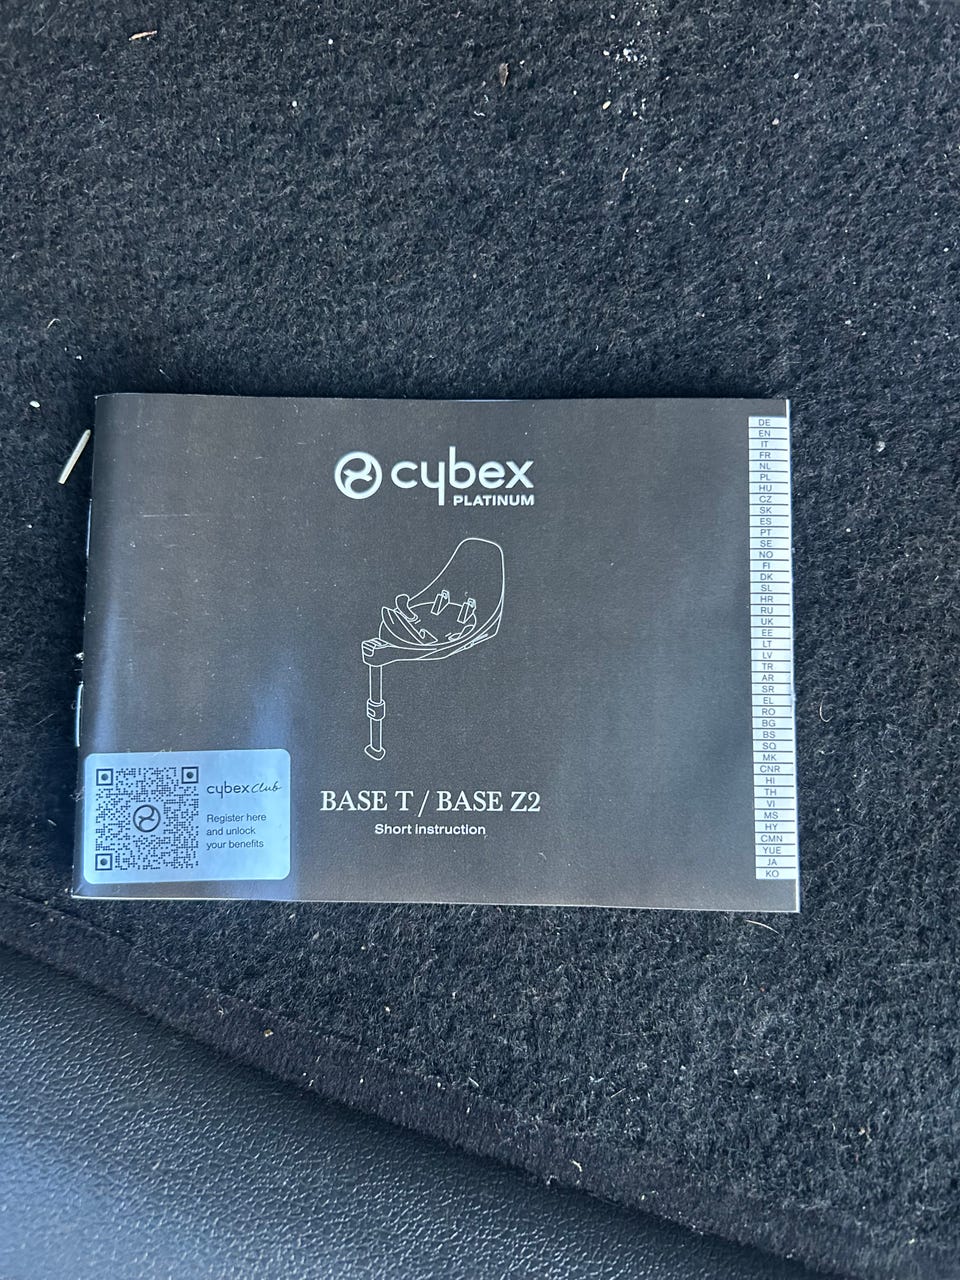 cybex
PLATINUM
BASE T / BASE Z2
Short instruction
cybex Club
Register here
and unlock
your benefits
DE
EN
IT
FR
NL
PL
HU
CZ
SK
ES
PT
SE
NO
FI
DK
SL
HR
RU
UK
EE
LT
LV
TR
AR
SR
EL
RO
BG
BS
SQ
MK
CNR
HI
TH
VI
MS
HY
CMN
YUE
JA
KO